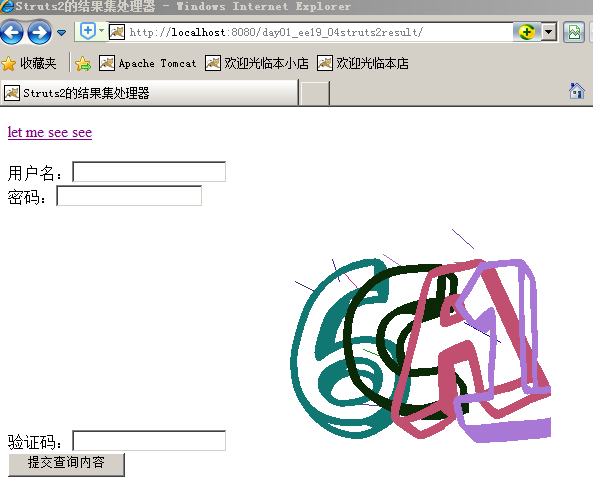 Struts2的结果集处理器 - Windows Internet Explorer
http://localhost:8080/day01_ee19_04struts2result/
收藏夹 Apache Tomcat 欢迎光临本小店 欢迎光临本店
Struts2的结果集处理器
let me see see
用户名：
密码：
6CA1
验证码：
提交查询内容